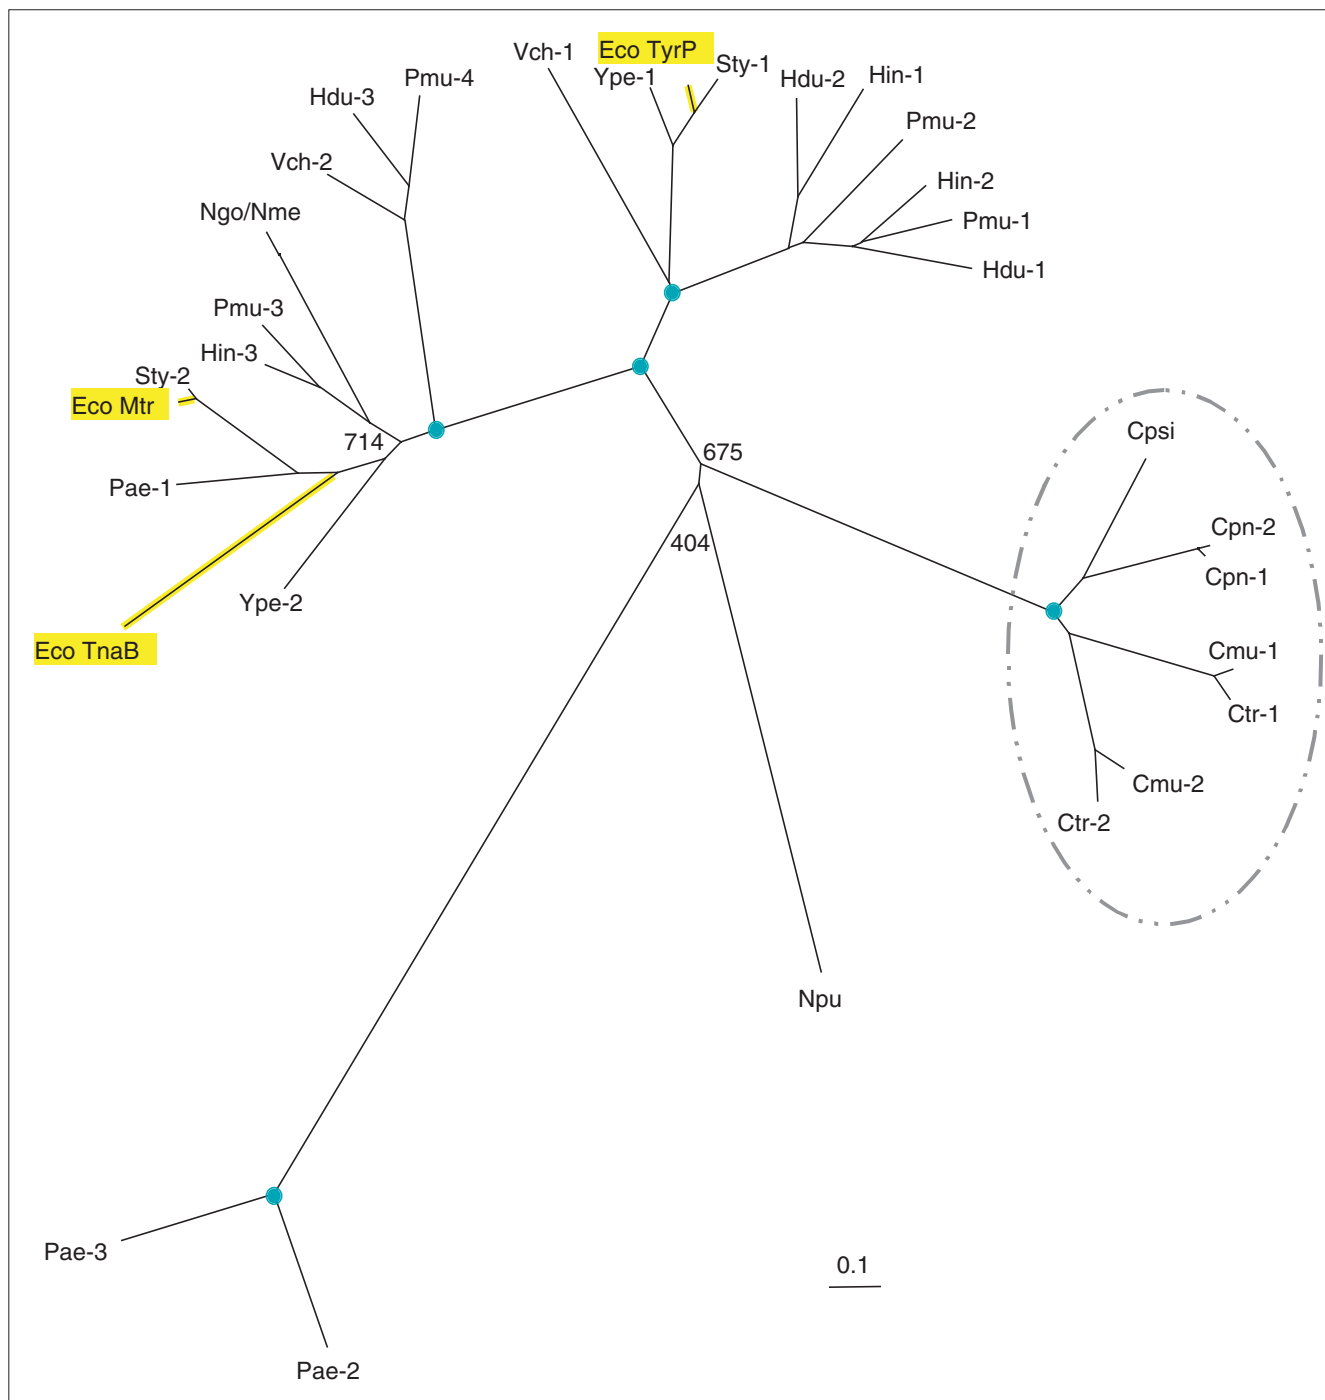 Vch-1
Eco TyrP
Sty-1
Ype-1
Hdu-2
Hin-1
Pmu-4
Hdu-3
Pmu-2
Vch-2
Hin-2
Ngo/Nme
Pmu-1
Hdu-1
Pmu-3
Hin-3
Sty-2
Eco Mtr
714
675
Cpsi
Pae-1
Cpn-2
404
Cpn-1
Ype-2
Eco TnaB
Cmu-1
Ctr-1
Cmu-2
Ctr-2
Npu
Pae-3
0.1
Pae-2